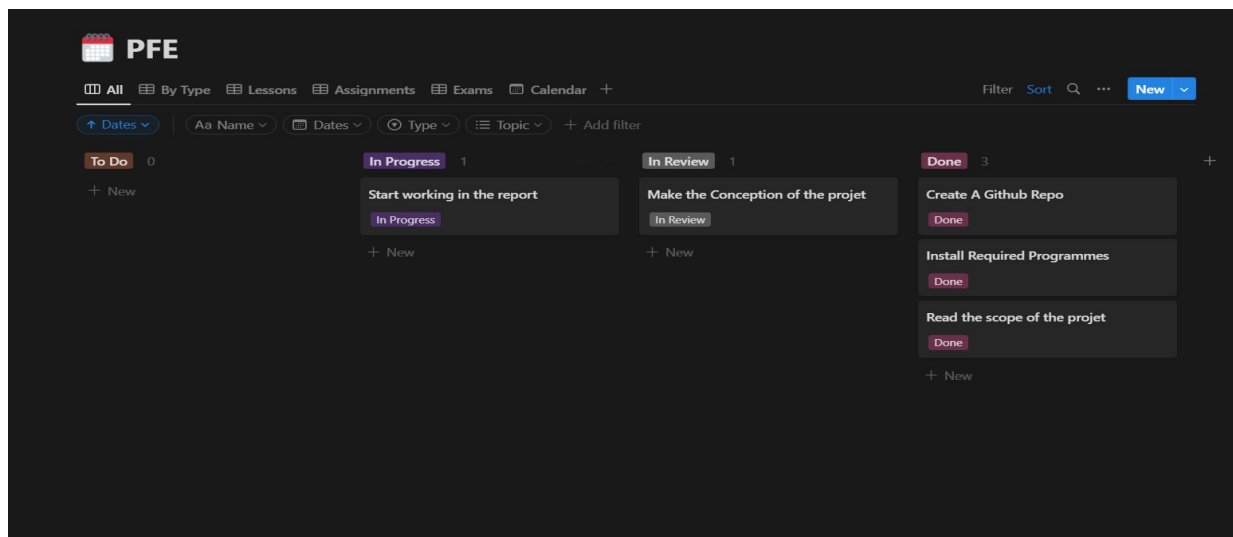 PFE
All By Type Lessons Assignments Exams Calendar + Filter Sort ... New
↑ Dates Aa Name Dates Type Topic + Add filter
To Do 0
+ New
In Progress 1
Start working in the report
In Progress
+ New
In Review 1
Make the Conception of the projet
In Review
+ New
Done 3 +
Create A Github Repo
Done
Install Required Programmes
Done
Read the scope of the projet
Done
+ New